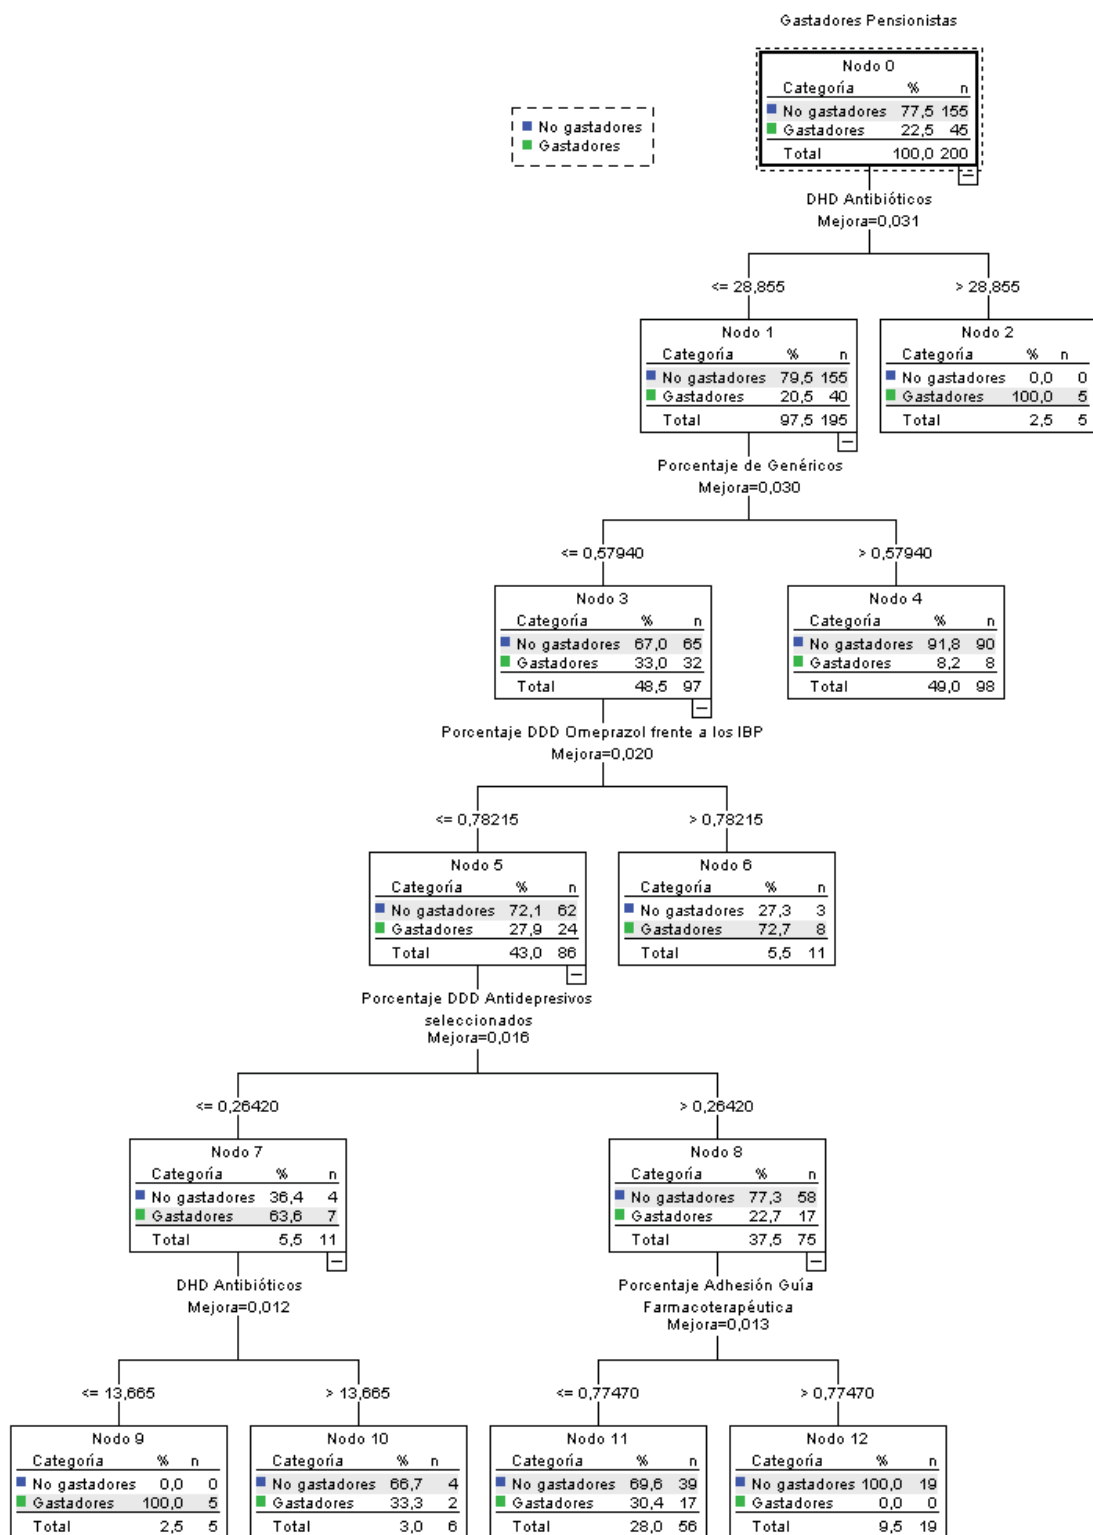 Gastadores Pensionistas
No gastadores
Gastadores
Nodo 0
Categoría % n
No gastadores 77,5 155
Gastadores 22,5 45
Total 100,0 200
DHD Antibióticos
Mejora=0,031
<= 28,855
> 28,855
Nodo 1
Categoría % n
No gastadores 79,5 155
Gastadores 20,5 40
Total 97,5 195
Nodo 2
Categoría % n
No gastadores 0,0 0
Gastadores 100,0 5
Total 2,5 5
Porcentaje de Genéricos
Mejora=0,030
<= 0,57940
> 0,57940
Nodo 3
Categoría % n
No gastadores 67,0 65
Gastadores 33,0 32
Total 48,5 97
Nodo 4
Categoría % n
No gastadores 91,8 90
Gastadores 8,2 8
Total 49,0 98
Porcentaje DDD Omeprazol frente a los IBP
Mejora=0,020
<= 0,78215
> 0,78215
Nodo 5
Categoría % n
No gastadores 72,1 62
Gastadores 27,9 24
Total 43,0 86
Nodo 6
Categoría % n
No gastadores 27,3 3
Gastadores 72,7 8
Total 5,5 11
Porcentaje DDD Antidepresivos
seleccionados
Mejora=0,016
<= 0,26420
> 0,26420
Nodo 7
Categoría % n
No gastadores 36,4 4
Gastadores 63,6 7
Total 5,5 11
Nodo 8
Categoría % n
No gastadores 77,3 58
Gastadores 22,7 17
Total 37,5 75
DHD Antibióticos
Mejora=0,012
Porcentaje Adhesión Guía
Farmacoterapéutica
Mejora=0,013
<= 13,665
> 13,665
<= 0,77470
> 0,77470
Nodo 9
Categoría % n
No gastadores 0,0 0
Gastadores 100,0 5
Total 2,5 5
Nodo 10
Categoría % n
No gastadores 66,7 4
Gastadores 33,3 2
Total 3,0 6
Nodo 11
Categoría % n
No gastadores 69,6 39
Gastadores 30,4 17
Total 28,0 56
Nodo 12
Categoría % n
No gastadores 100,0 19
Gastadores 0,0 0
Total 9,5 19